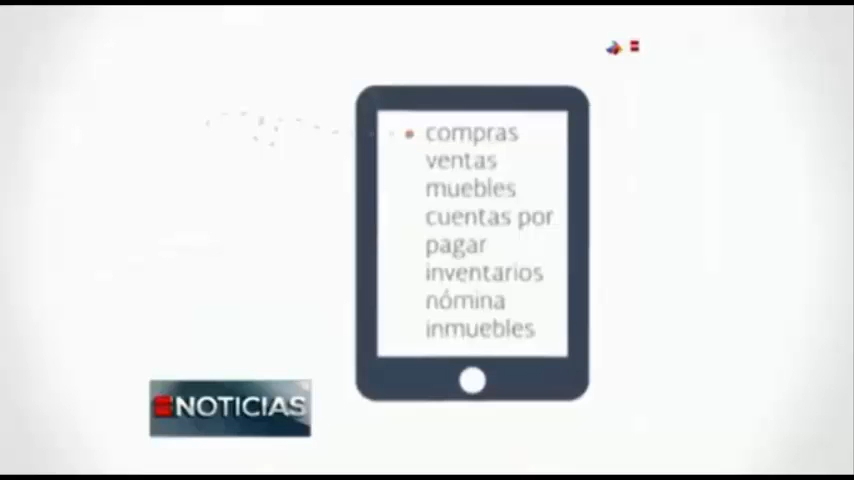 compras
ventas
muebles
cuentas por
pagar
inventarios
nómina
inmuebles
NOTICIAS